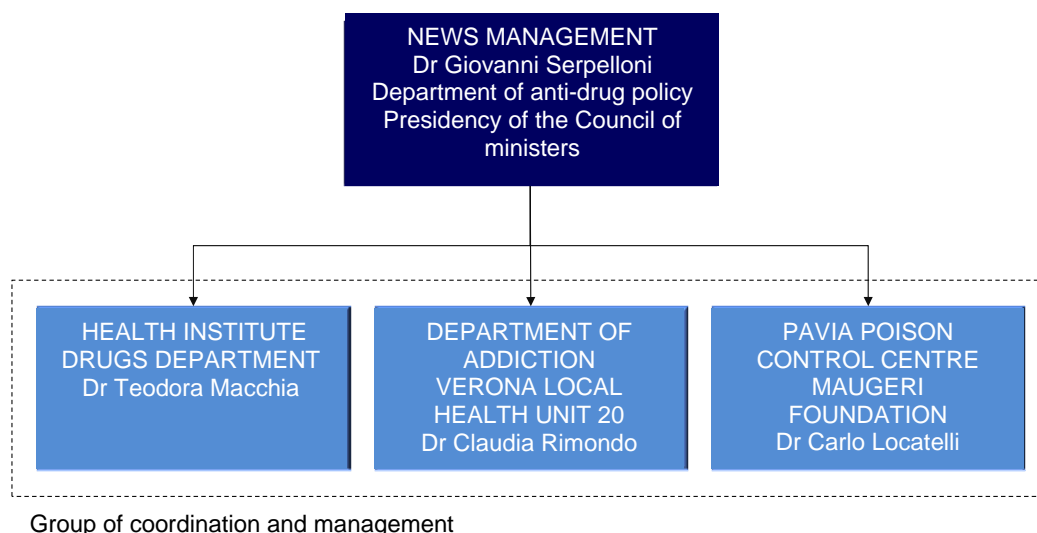 NEWS MANAGEMENT
Dr Giovanni Serpelloni
Department of anti-drug policy
Presidency of the Council of
ministers
HEALTH INSTITUTE
DRUGS DEPARTMENT
Dr Teodora Macchia
DEPARTMENT OF
ADDICTION
VERONA LOCAL
HEALTH UNIT 20
Dr Claudia Rimondo
PAVIA POISON
CONTROL CENTRE
MAUGERI
FOUNDATION
Dr Carlo Locatelli
Group of coordination and management